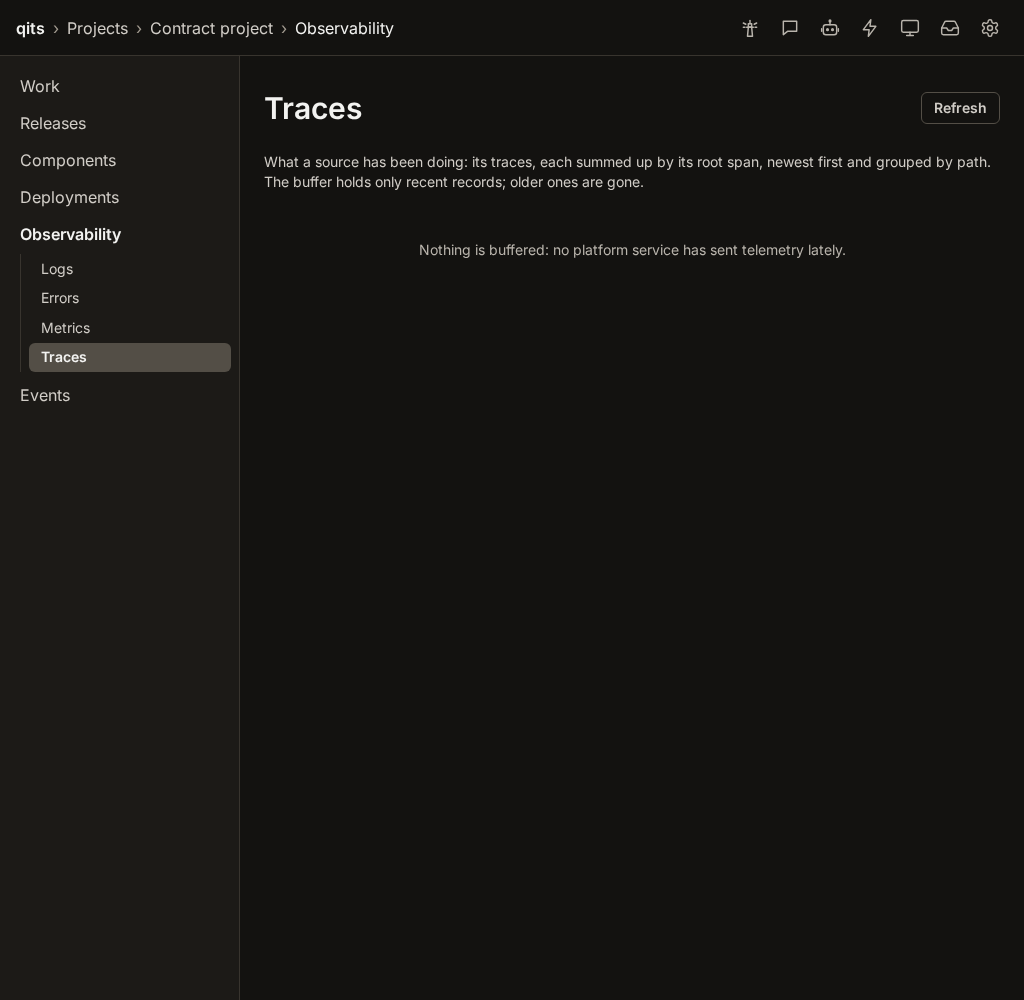 qits › Projects › Contract project › Observability
Work
Releases
Components
Deployments
Observability
Logs
Errors
Metrics
Traces
Events
Traces
Refresh
What a source has been doing: its traces, each summed up by its root span, newest first and grouped by path.
The buffer holds only recent records; older ones are gone.
Nothing is buffered: no platform service has sent telemetry lately.